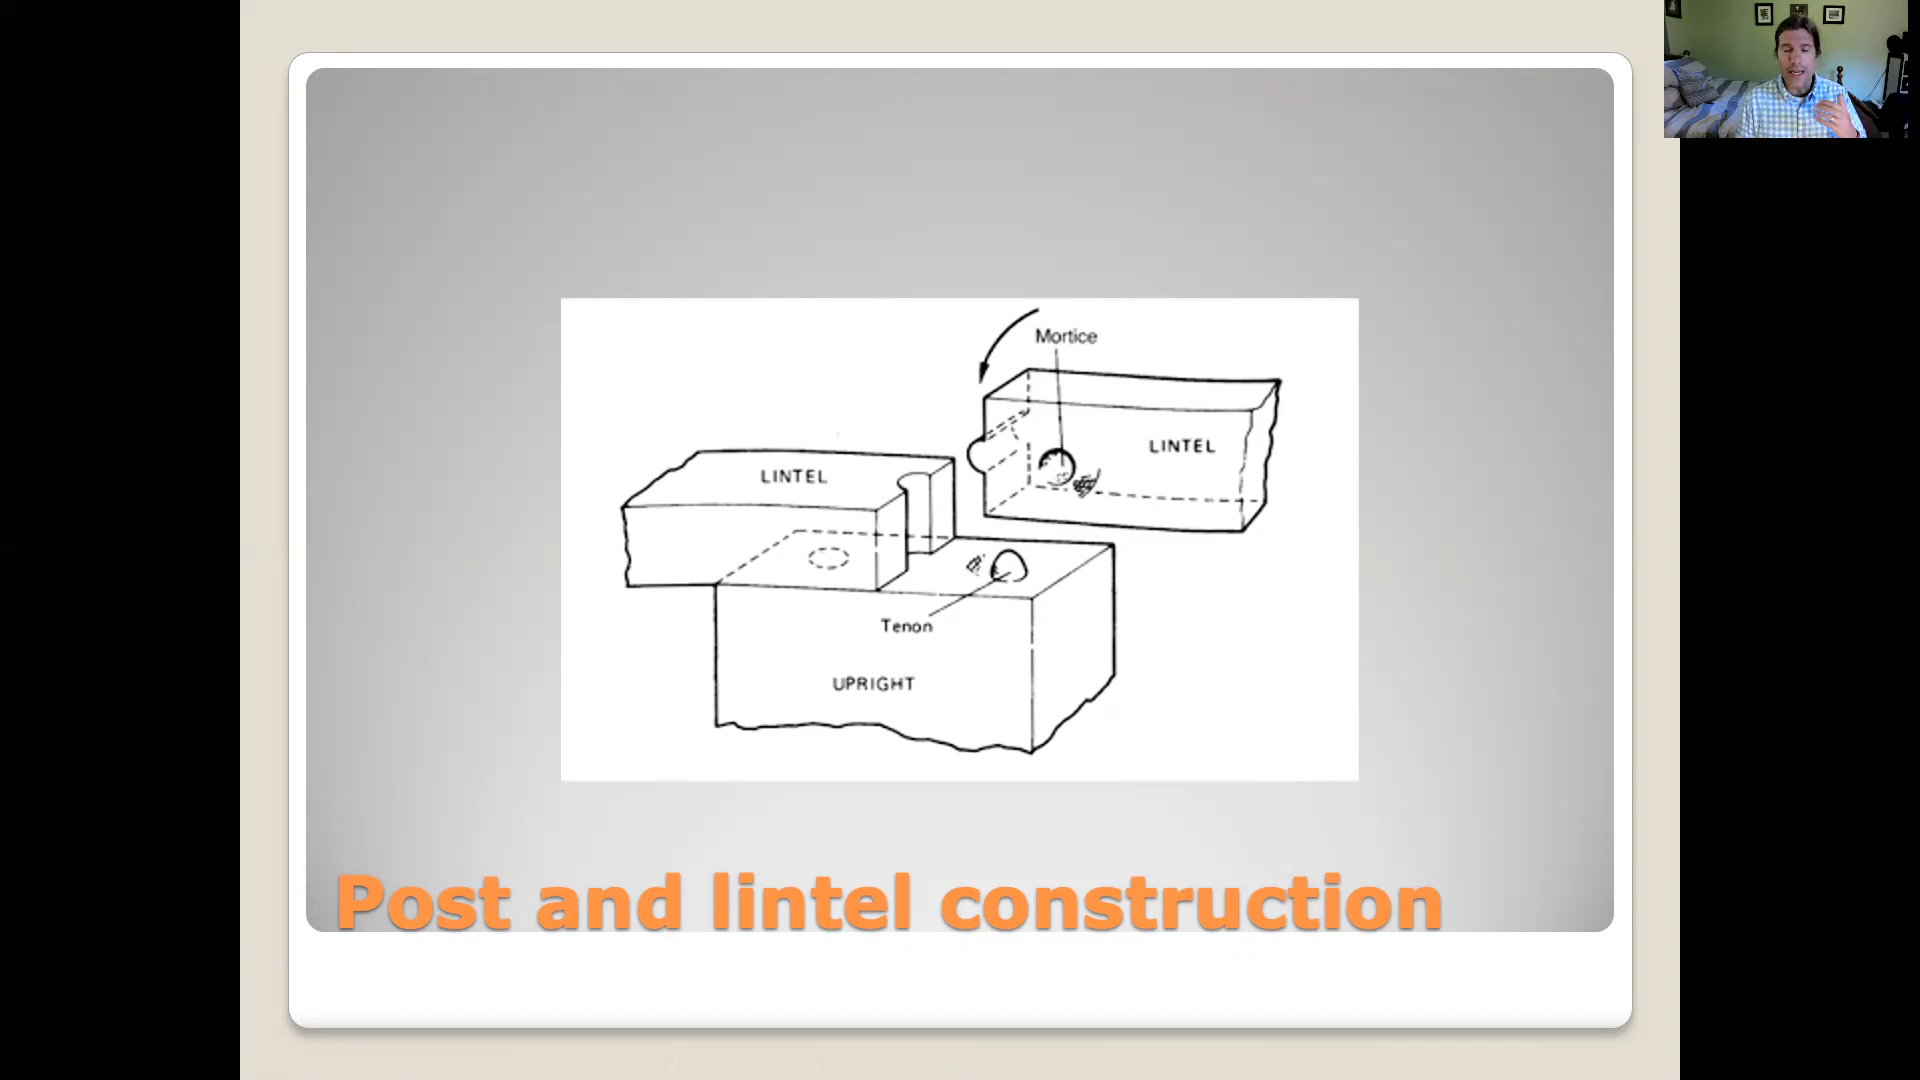 Mortice
LINTEL
LINTEL
Tenon
UPRIGHT
Post and lintel construction